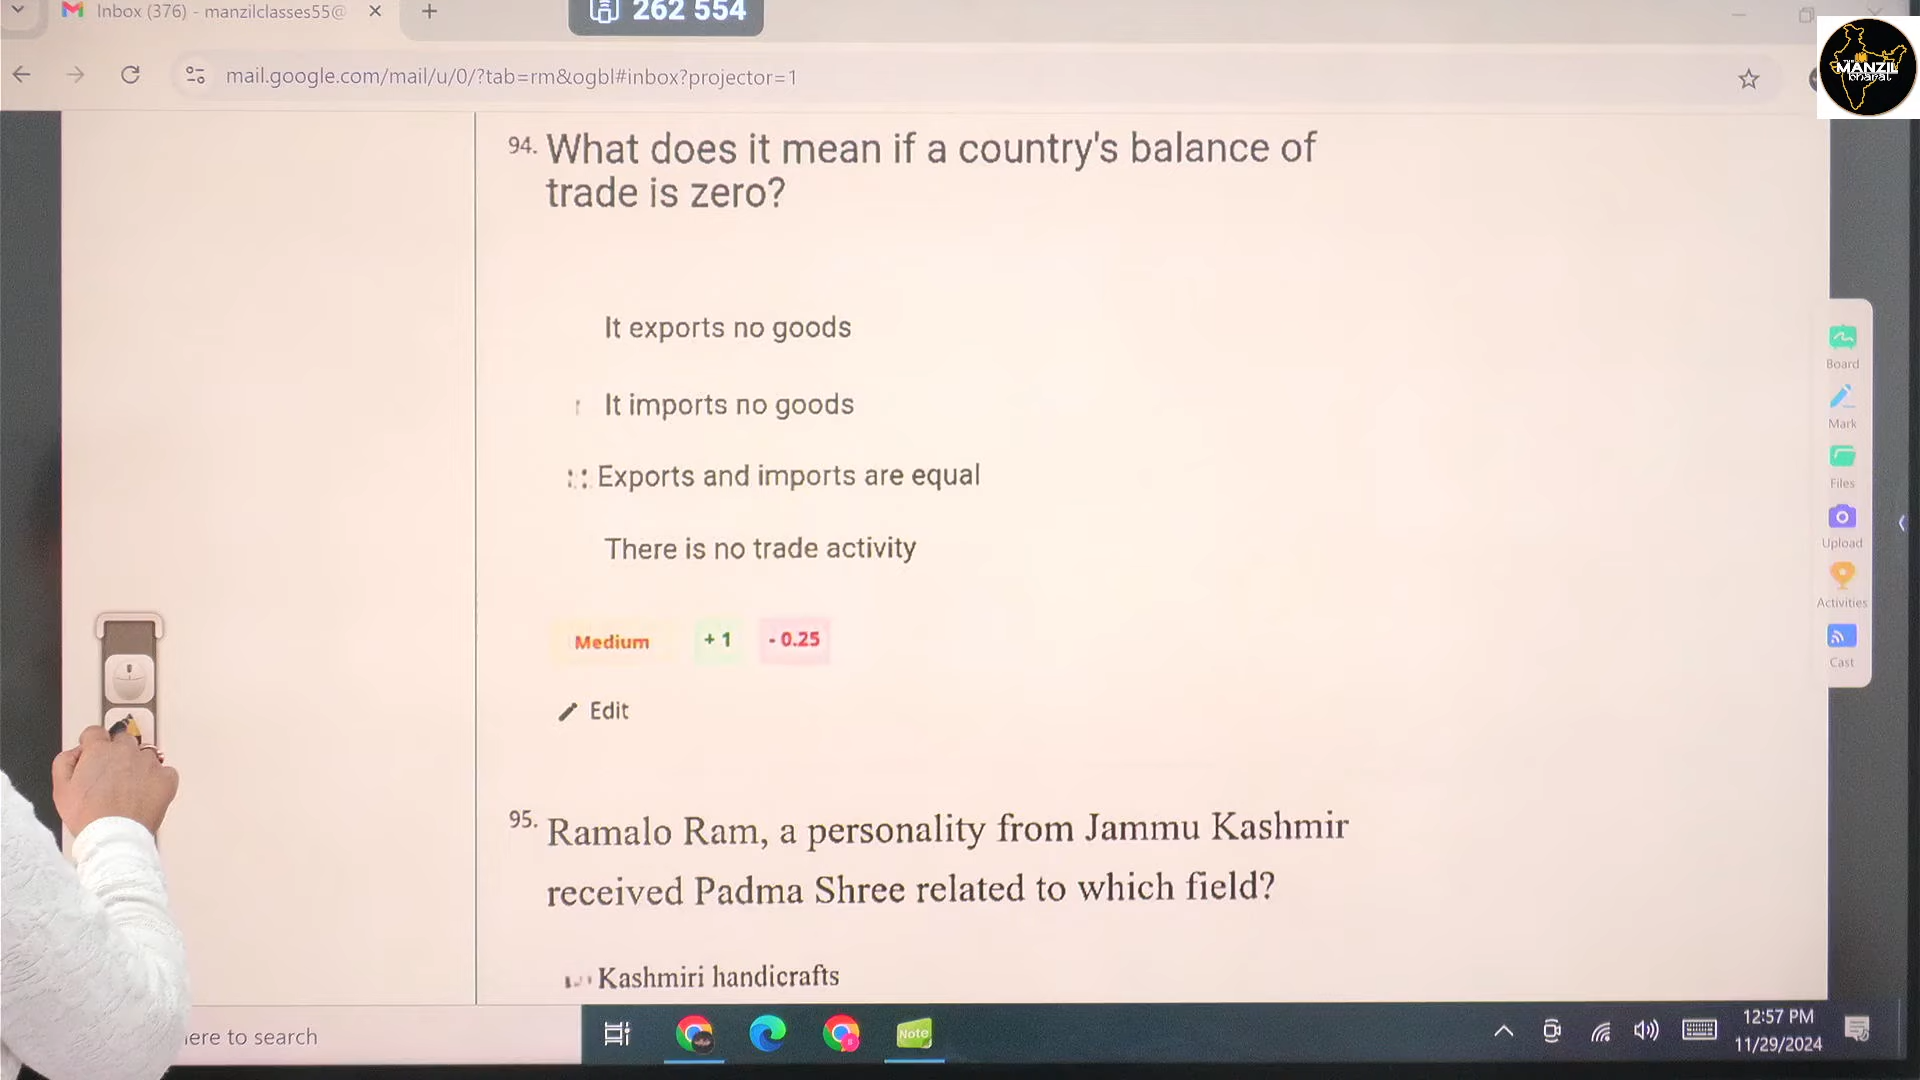 Inbox (376) - manzilclasses55@
262 554
mail.google.com/mail/u/0/?tab=rm&ogbl#inbox?projector=1
MANZIL
bharat
94. What does it mean if a country's balance of
trade is zero?
It exports no goods
It imports no goods
Exports and imports are equal
There is no trade activity
Medium +1 - 0.25
Edit
95. Ramalo Ram, a personality from Jammu Kashmir
received Padma Shree related to which field?
Kashmiri handicrafts
Board
Mark
Files
Upload
Activities
Cast
here to search
Note
12:57 PM
11/29/2024